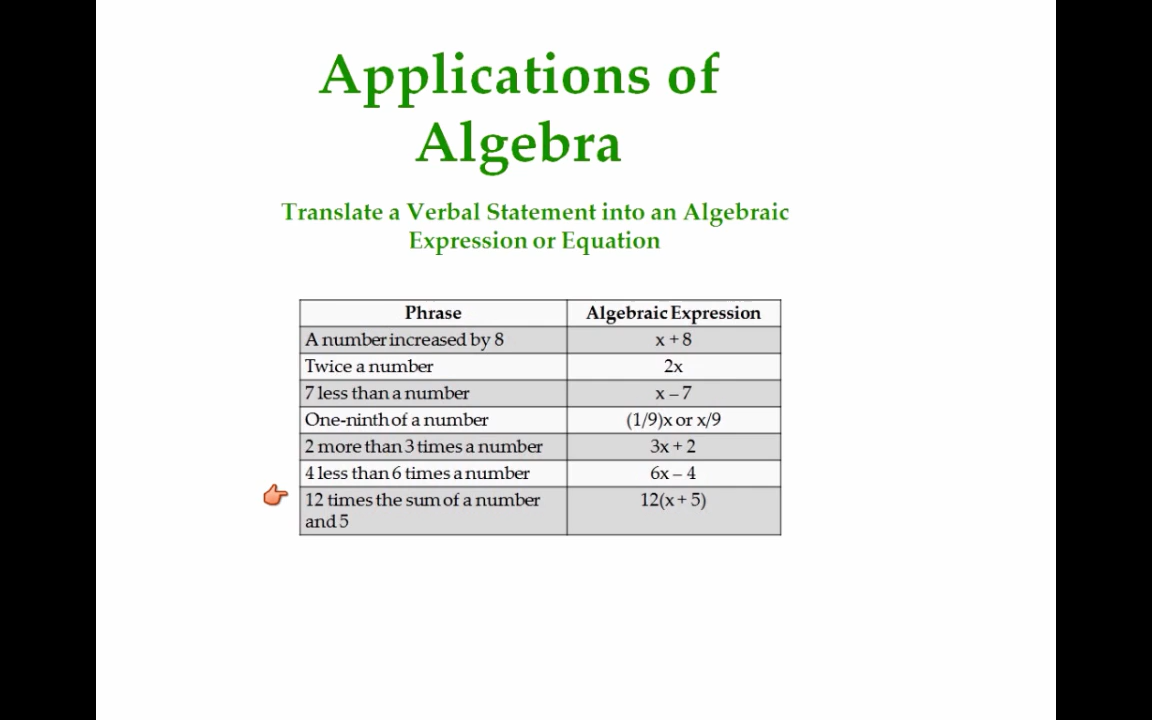 Applications of
Algebra
Translate a Verbal Statement into an Algebraic
Expression or Equation
Phrase Algebraic Expression
A number increased by 8 x + 8
Twice a number 2x
7 less than a number x – 7
One-ninth of a number (1/9)x or x/9
2 more than 3 times a number 3x + 2
4 less than 6 times a number 6x – 4
12 times the sum of a number 12(x + 5)
and 5